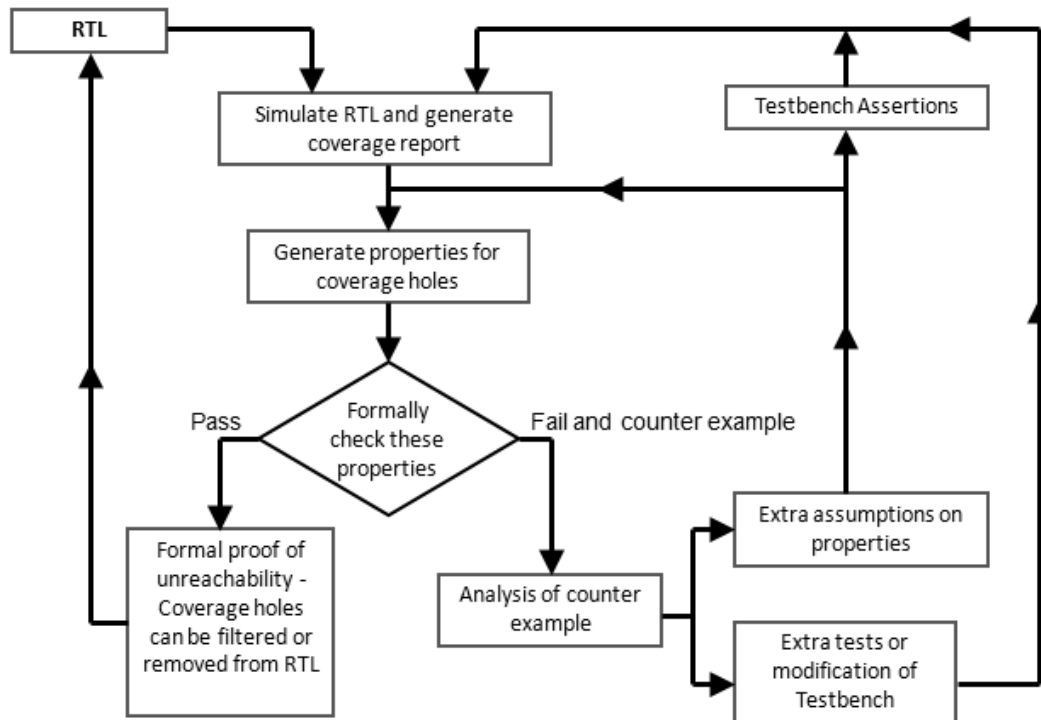 RTL
Simulate RTL and generate
coverage report
Testbench Assertions
Generate properties for
coverage holes
Pass
Formally
check these
properties
Fail and counter example
Formal proof of
unreachability -
Coverage holes
can be filtered or
removed from RTL
Analysis of counter
example
Extra assumptions on
properties
Extra tests or
modification of
Testbench